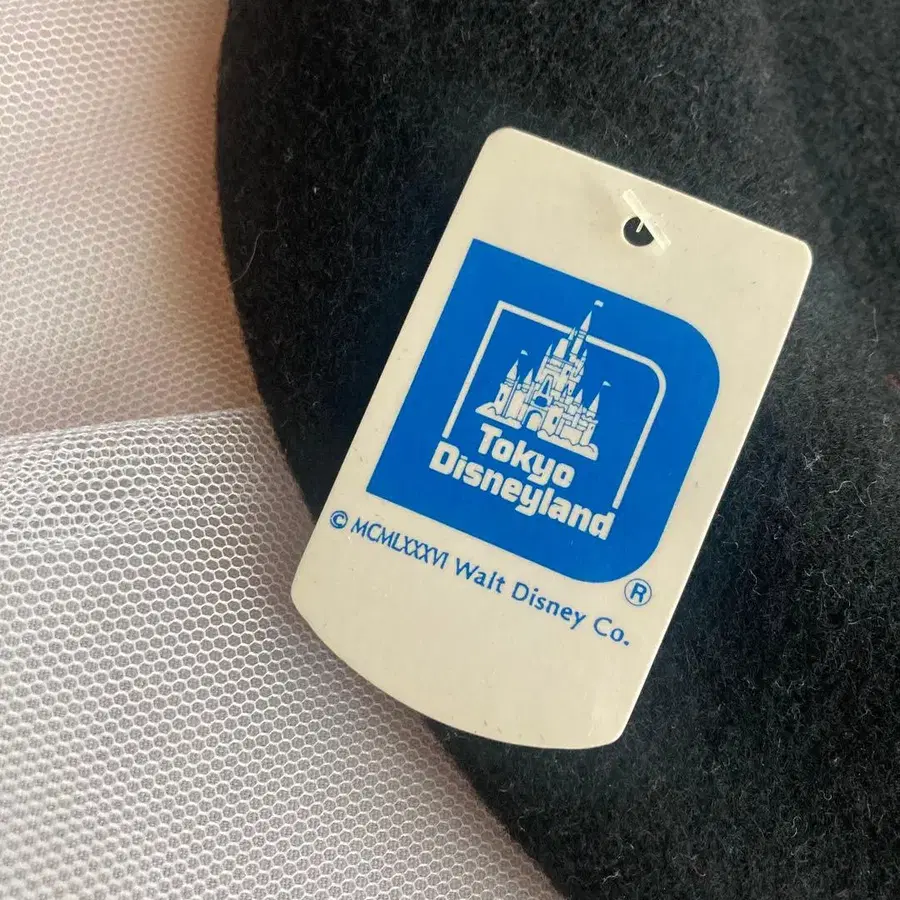 Tokyo
Disneyland
®
© MCMLXXXVI Walt Disney Co.